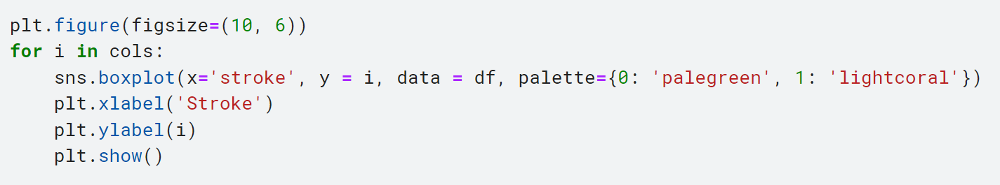 plt.figure(figsize=(10, 6))
for i in cols:
    sns.boxplot(x='stroke', y = i, data = df, palette={0: 'palegreen', 1: 'lightcoral'})
    plt.xlabel('Stroke')
    plt.ylabel(i)
    plt.show()